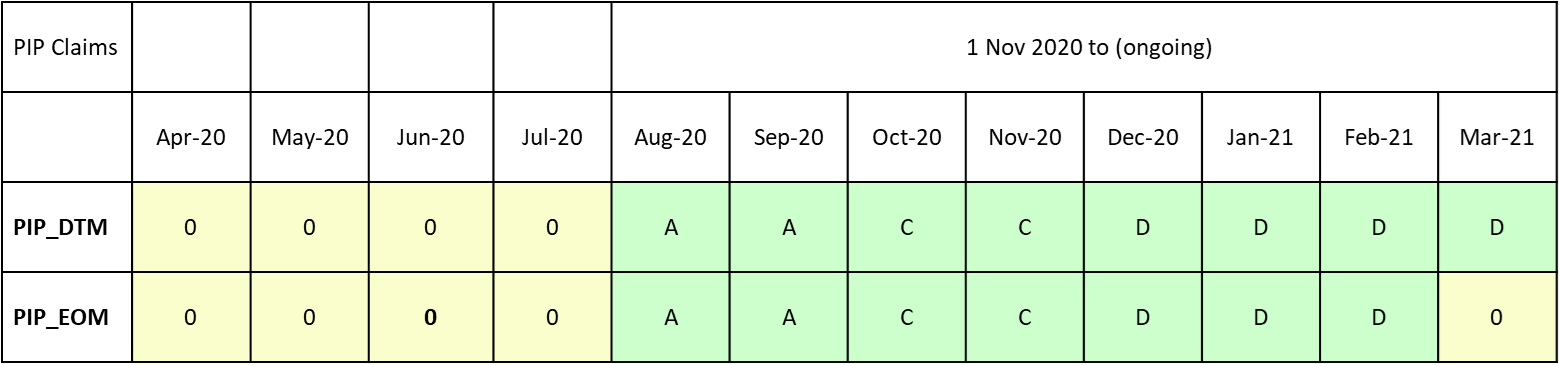 PIP Claims 1 Nov 2020 to (ongoing)
Apr-20 May-20 Jun-20 Jul-20 Aug-20 Sep-20 Oct-20 Nov-20 Dec-20 Jan-21 Feb-21 Mar-21
PIP_DTM 0 0 0 0 A A C C D D D D
PIP_EOM 0 0 0 0 A A C C D D D 0